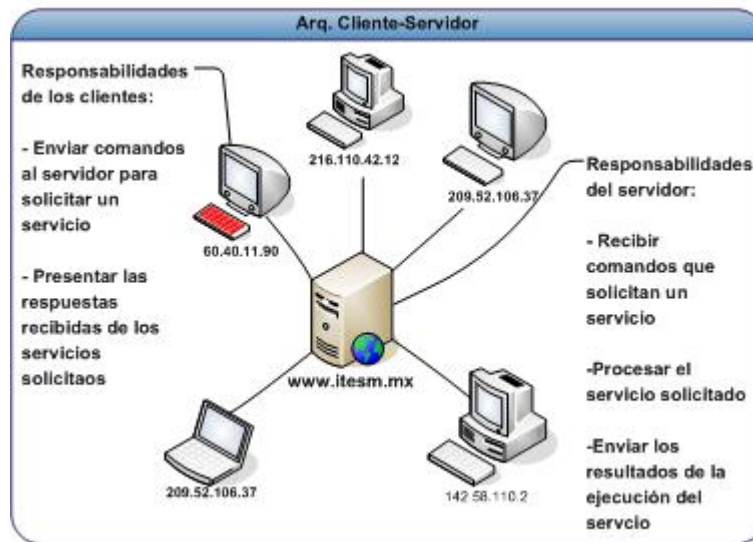 Arq. Cliente-Servidor
Responsabilidades
de los clientes:
- Enviar comandos
al servidor para
solicitar un
servicio
- Presentar las
respuestas
recibidas de los
servicios
solicitaos
216.110.42.12
209.52.106.37
60.40.11.90
www.itesm.mx
209.52.106.37
142.58.110.2
Responsabilidades
del servidor:
- Recibir
comandos que
solicitan un
servicio
-Procesar el
servicio solicitado
-Enviar los
resultados de la
ejecución del
servcio